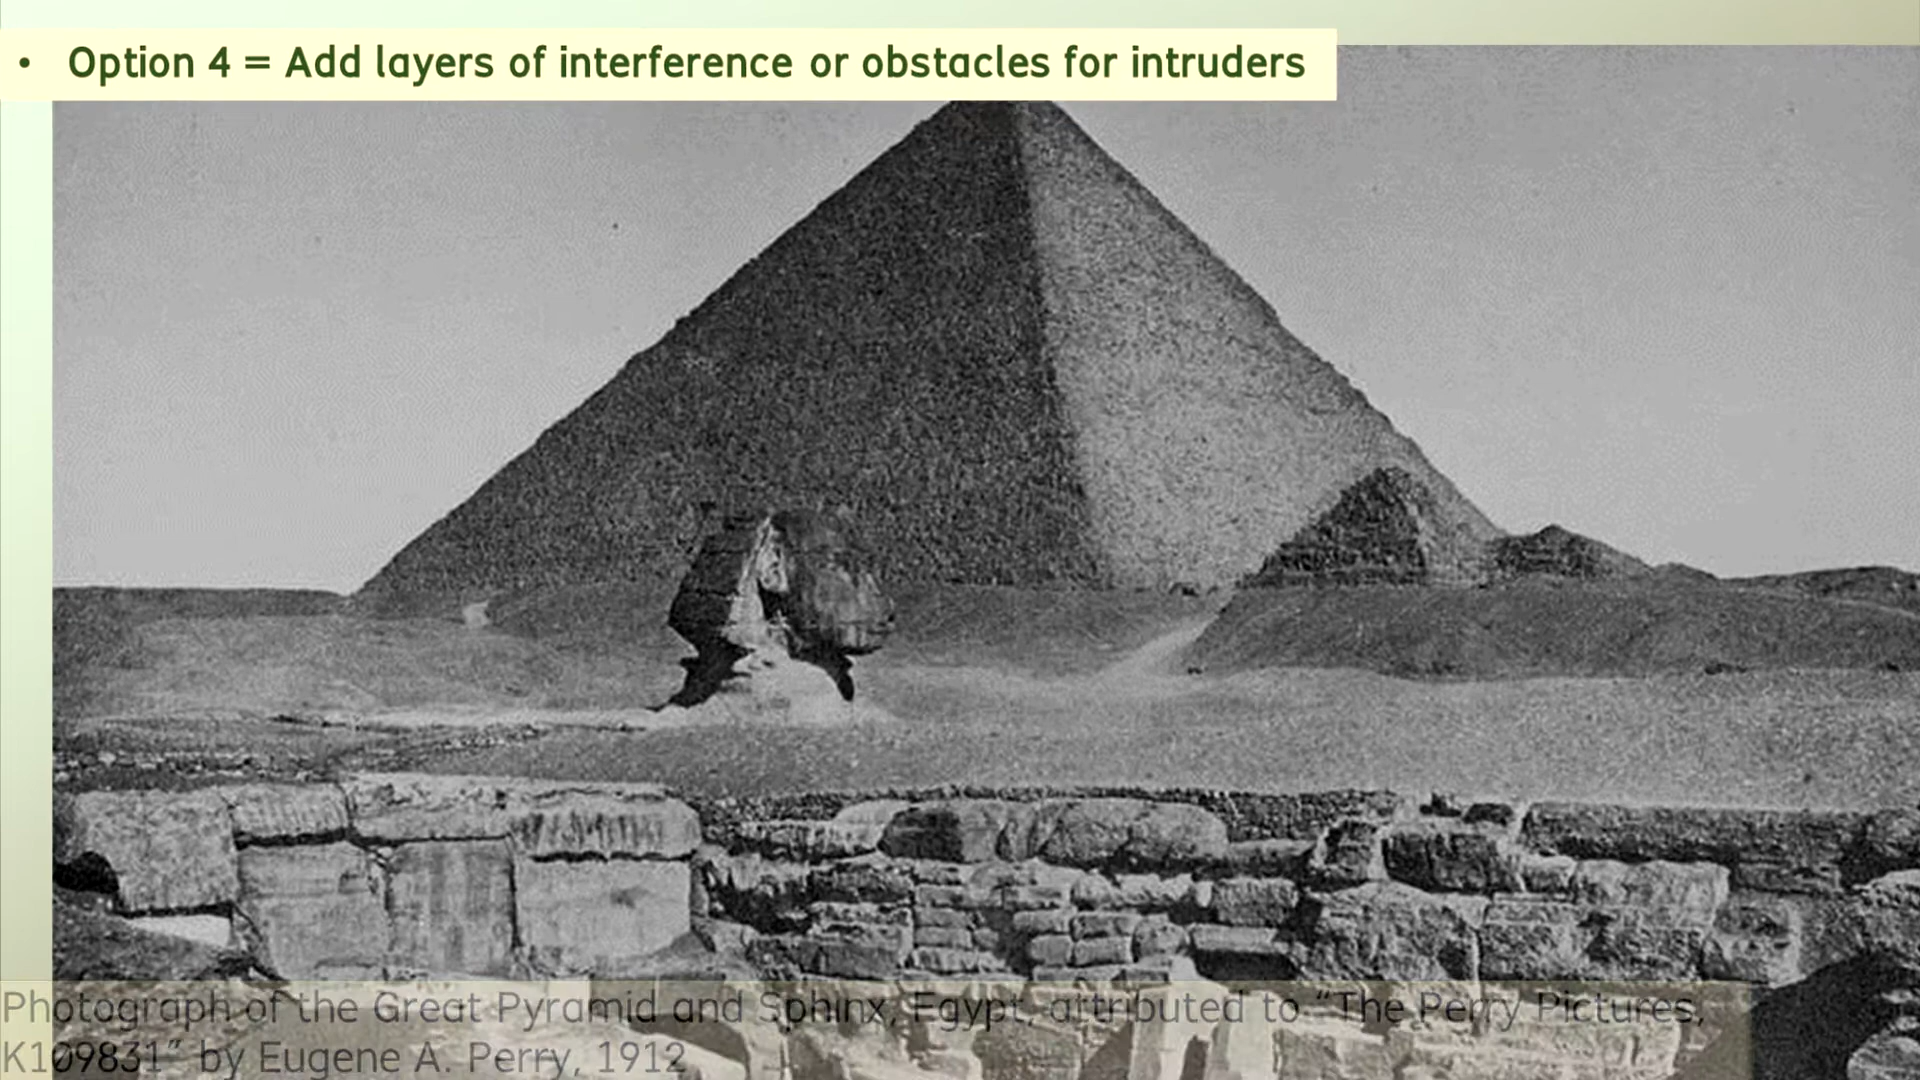 • Option 4 = Add layers of interference or obstacles for intruders
Photograph of the Great Pyramid and Sphinx, Egypt, attributed to “The Perry Pictures,
K109831” by Eugene A. Perry, 1912